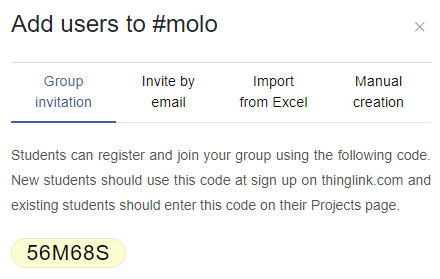 Add users to #molo
Group invitation
Invite by email
Import from Excel
Manual creation
Students can register and join your group using the following code.
New students should use this code at sign up on thinglink.com and
existing students should enter this code on their Projects page.
56M68S